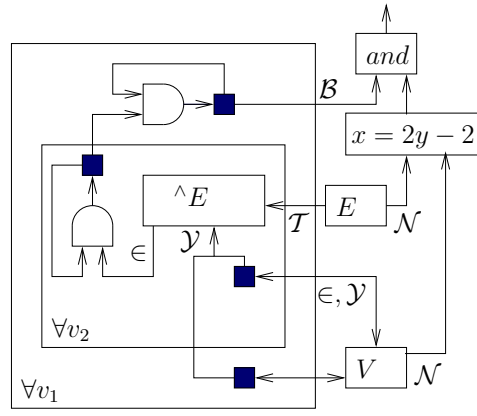 and
𝓑
x = 2y − 2
^E
𝒯
E
𝒩
∈
𝒴
∈, 𝒴
∀v₂
V
𝒩
∀v₁